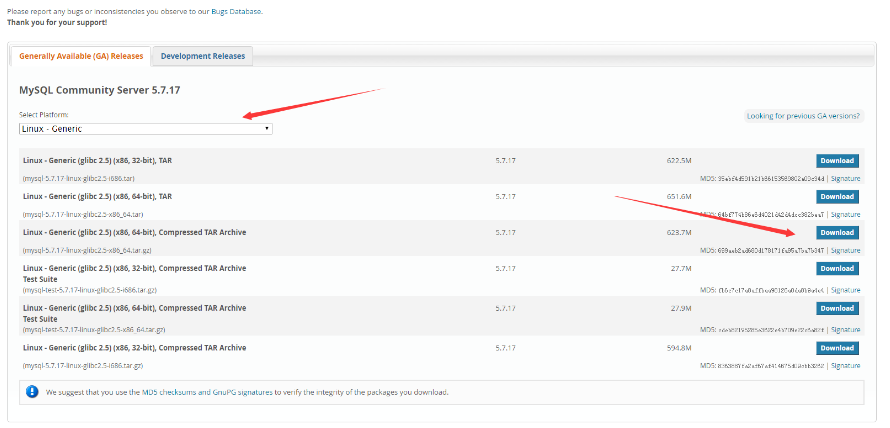 Please report any bugs or inconsistencies you observe to our Bugs Database.
Thank you for your support!
Generally Available (GA) Releases Development Releases
MySQL Community Server 5.7.17
Select Platform: Looking for previous GA versions?
Linux - Generic
Linux - Generic (glibc 2.5) (x86, 32-bit), TAR 5.7.17 622.5M Download
(mysql-5.7.17-linux-glibc2.5-i686.tar) MD5: | Signature
Linux - Generic (glibc 2.5) (x86, 64-bit), TAR 5.7.17 651.6M Download
(mysql-5.7.17-linux-glibc2.5-x86_64.tar) | Signature
Linux - Generic (glibc 2.5) (x86, 64-bit), Compressed TAR Archive 5.7.17 623.7M Download
(mysql-5.7.17-linux-glibc2.5-x86_64.tar.gz) MD5: | Signature
Linux - Generic (glibc 2.5) (x86, 32-bit), Compressed TAR Archive 5.7.17 27.7M Download
Test Suite
(mysql-test-5.7.17-linux-glibc2.5-i686.tar.gz) MD5: | Signature
Linux - Generic (glibc 2.5) (x86, 64-bit), Compressed TAR Archive 5.7.17 27.9M Download
Test Suite
(mysql-test-5.7.17-linux-glibc2.5-x86_64.tar.gz) MD5: | Signature
Linux - Generic (glibc 2.5) (x86, 32-bit), Compressed TAR Archive 5.7.17 594.8M Download
(mysql-5.7.17-linux-glibc2.5-i686.tar.gz) MD5: | Signature
We suggest that you use the MD5 checksums and GnuPG signatures to verify the integrity of the packages you download.